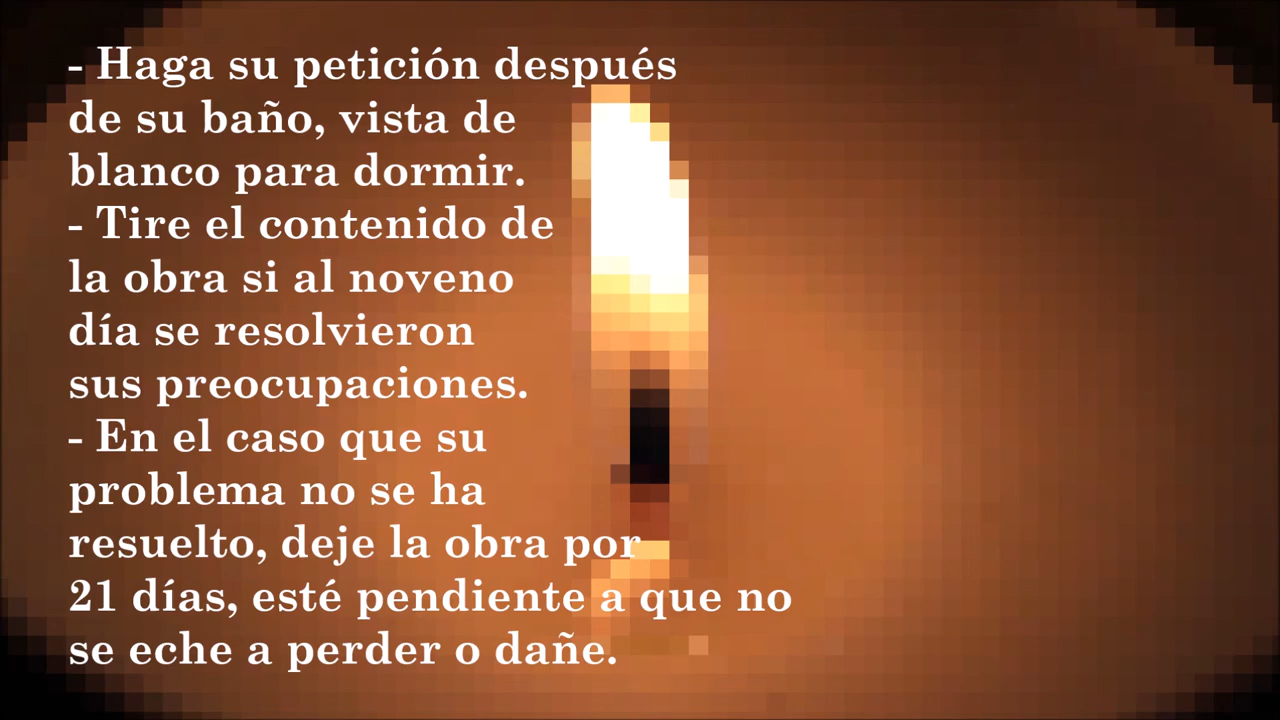 - Haga su petición después
de su baño, vista de
blanco para dormir.
- Tire el contenido de
la obra si al noveno
día se resolvieron
sus preocupaciones.
- En el caso que su
problema no se ha
resuelto, deje la obra por
21 días, esté pendiente a que no
se eche a perder o dañe.